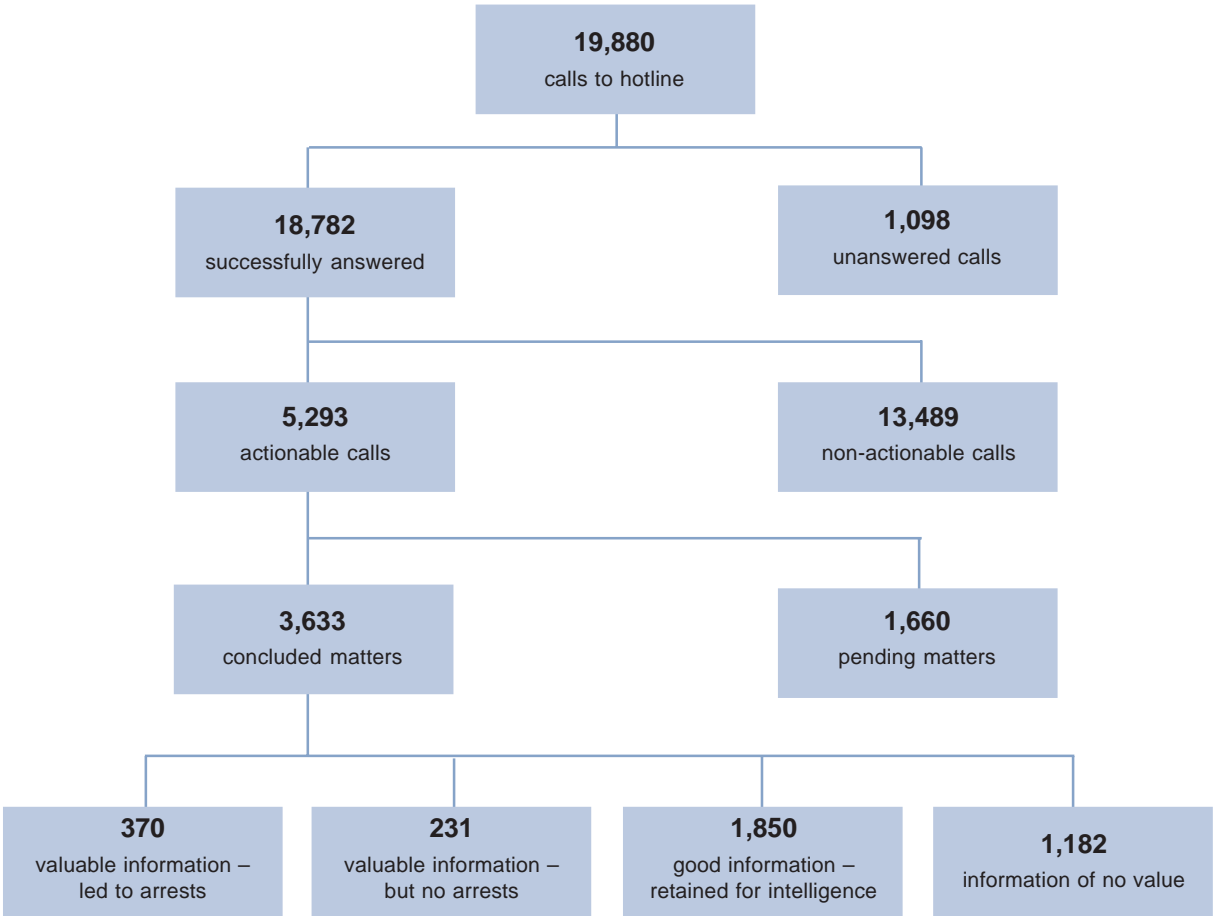 19,880
calls to hotline
18,782
successfully answered
1,098
unanswered calls
5,293
actionable calls
13,489
non-actionable calls
3,633
concluded matters
1,660
pending matters
370
valuable information –
led to arrests
231
valuable information –
but no arrests
1,850
good information –
retained for intelligence
1,182
information of no value